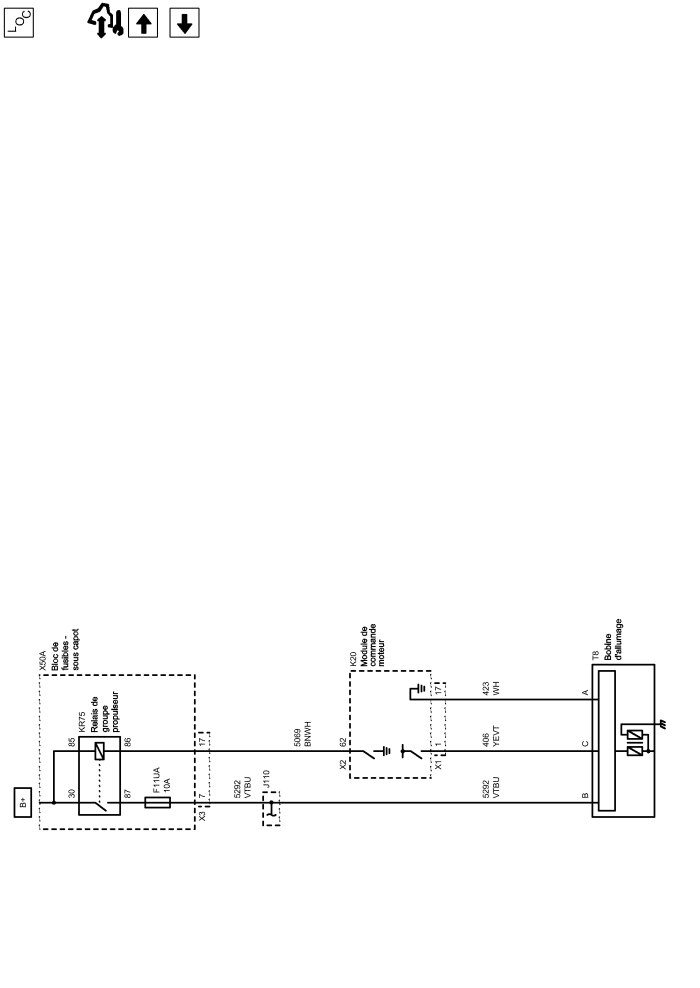 LOC
B+
X50A
Bloc de
fusibles -
sous capot
KR75
Relais de
groupe
propulseur
85
86
30
87
F11UA
10A
X3
7
17
5292
VTBU
J110
5069
BNWH
X2
62
K20
Module de
commande
moteur
17
X1
1
423
WH
406
YEVT
5292
VTBU
A
C
B
T8
Bobine
d'allumage